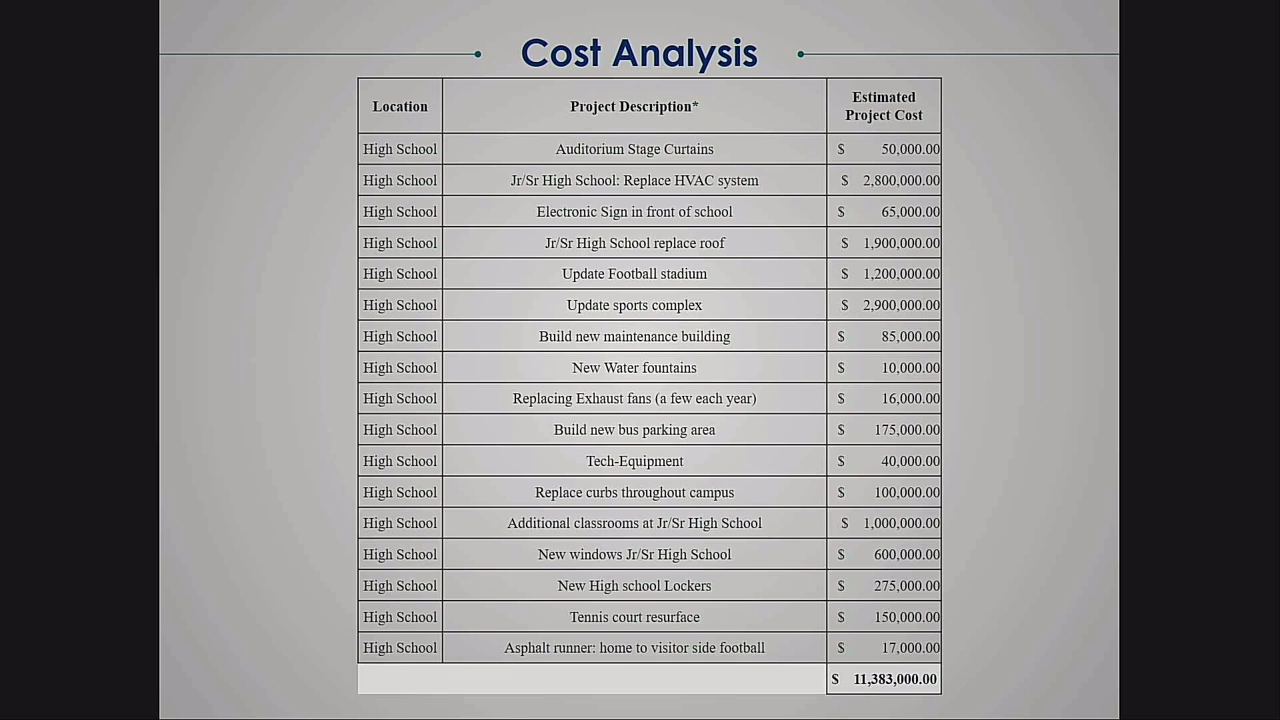 Cost Analysis
Location Project Description* Estimated Project Cost
High School Auditorium Stage Curtains $ 50,000.00
High School Jr/Sr High School: Replace HVAC system $ 2,800,000.00
High School Electronic Sign in front of school $ 65,000.00
High School Jr/Sr High School replace roof $ 1,900,000.00
High School Update Football stadium $ 1,200,000.00
High School Update sports complex $ 2,900,000.00
High School Build new maintenance building $ 85,000.00
High School New Water fountains $ 10,000.00
High School Replacing Exhaust fans (a few each year) $ 16,000.00
High School Build new bus parking area $ 175,000.00
High School Tech-Equipment $ 40,000.00
High School Replace curbs throughout campus $ 100,000.00
High School Additional classrooms at Jr/Sr High School $ 1,000,000.00
High School New windows Jr/Sr High School $ 600,000.00
High School New High school Lockers $ 275,000.00
High School Tennis court resurface $ 150,000.00
High School Asphalt runner: home to visitor side football $ 17,000.00
$ 11,383,000.00